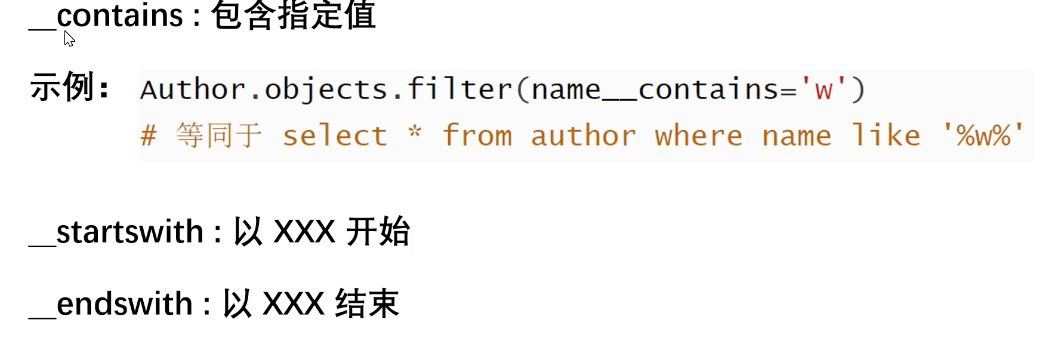 __contains : 包含指定值
示例： Author.objects.filter(name__contains='w')
# 等同于 select * from author where name like '%w%'
__startswith : 以 XXX 开始
__endswith : 以 XXX 结束